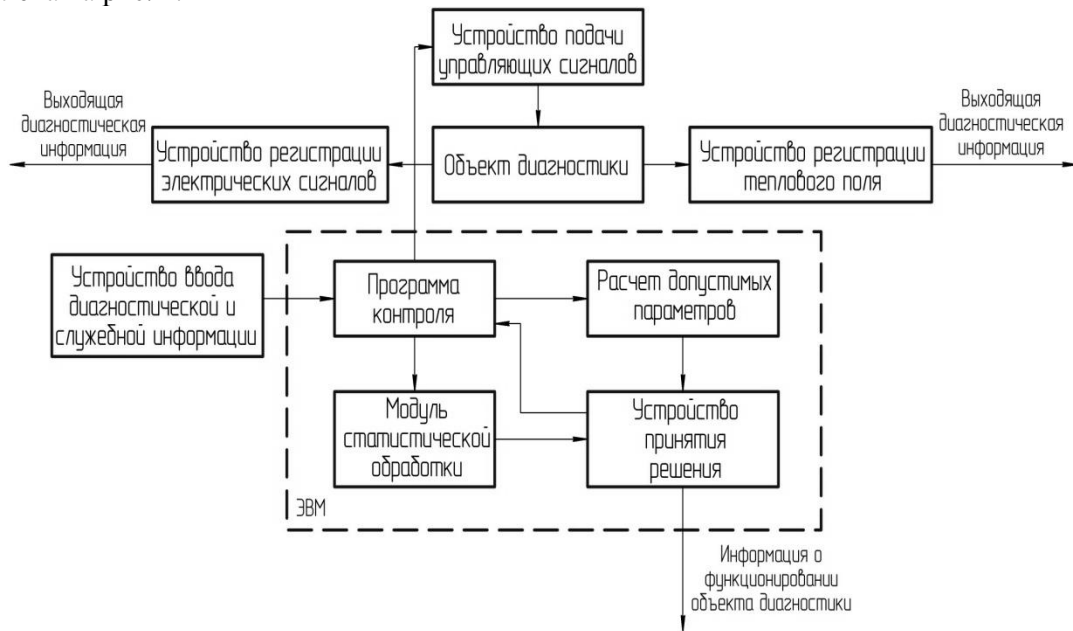 Устройство подачи
управляющих сигналов
Выходящая
диагностическая
информация
Выходящая
диагностическая
информация
Устройство регистрации
электрических сигналов
Объект диагностики
Устройство регистрации
теплового поля
Устройство ввода
диагностической и
служебной информации
Программа
контроля
Расчет допустимых
параметров
Модуль
статистической
обработки
Устройство
принятия
решения
ЭВМ
Информация о
функционировании
объекта диагностики